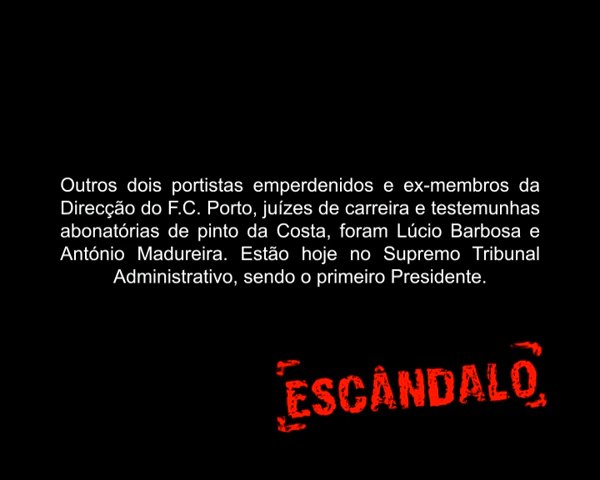 Outros dois portistas emperdenidos e ex-membros da
Direcção do F.C. Porto, juízes de carreira e testemunhas
abonatórias de pinto da Costa, foram Lúcio Barbosa e
António Madureira. Estão hoje no Supremo Tribunal
Administrativo, sendo o primeiro Presidente.
ESCÂNDALO